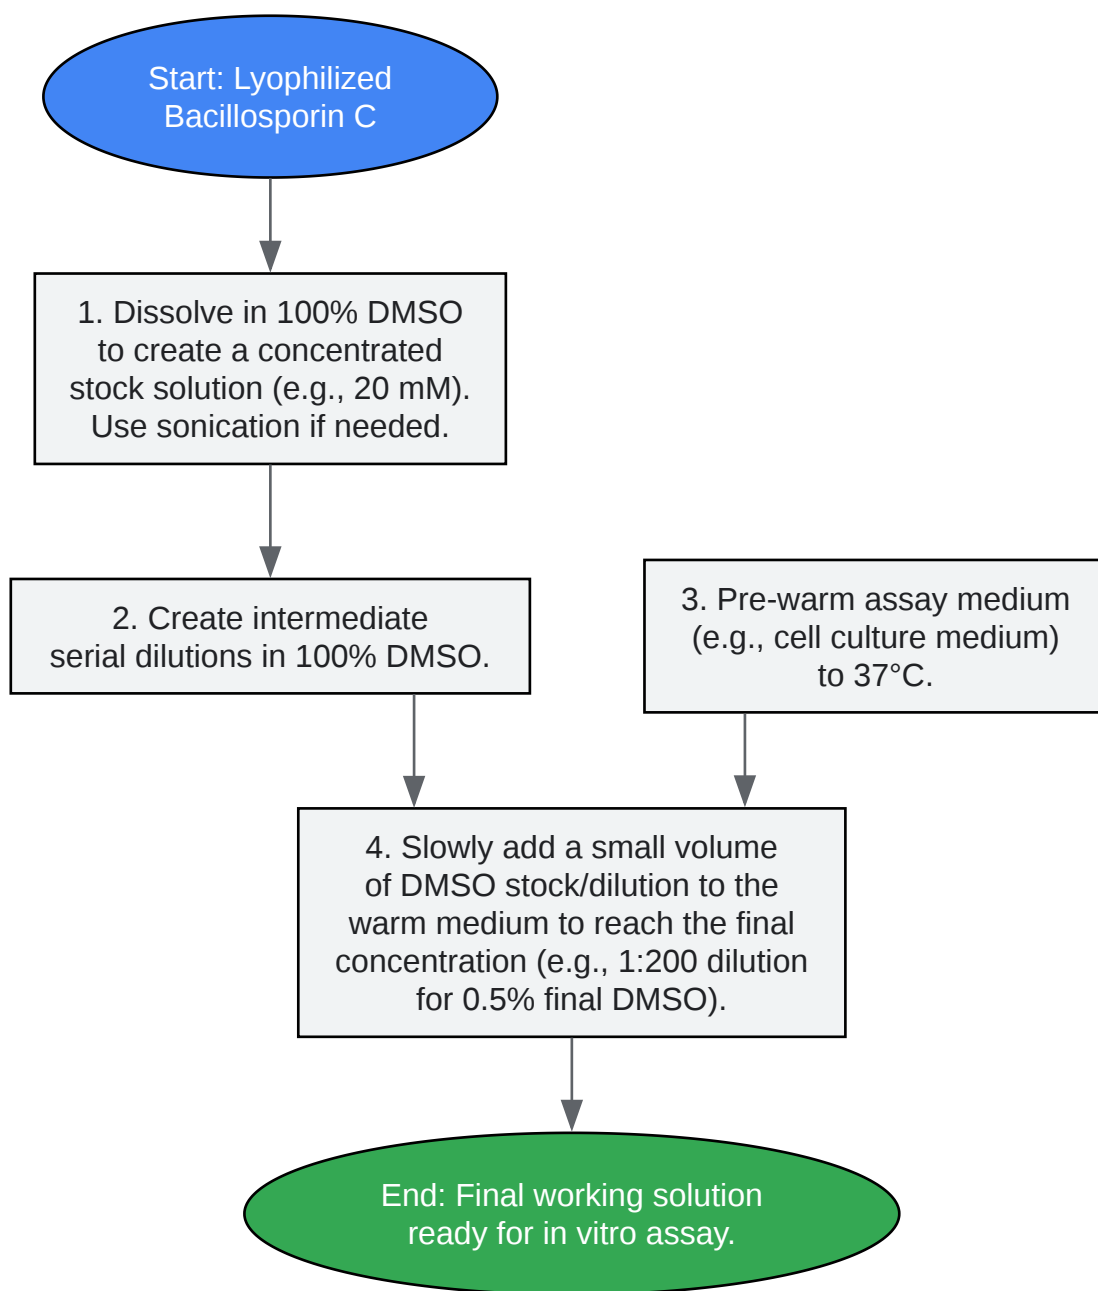 Start: Lyophilized
Bacillosporin C
1. Dissolve in 100% DMSO
to create a concentrated
stock solution (e.g., 20 mM).
Use sonication if needed.
2. Create intermediate
serial dilutions in 100% DMSO.
3. Pre-warm assay medium
(e.g., cell culture medium)
to 37°C.
4. Slowly add a small volume
of DMSO stock/dilution to the
warm medium to reach the final
concentration (e.g., 1:200 dilution
for 0.5% final DMSO).
End: Final working solution
ready for in vitro assay.